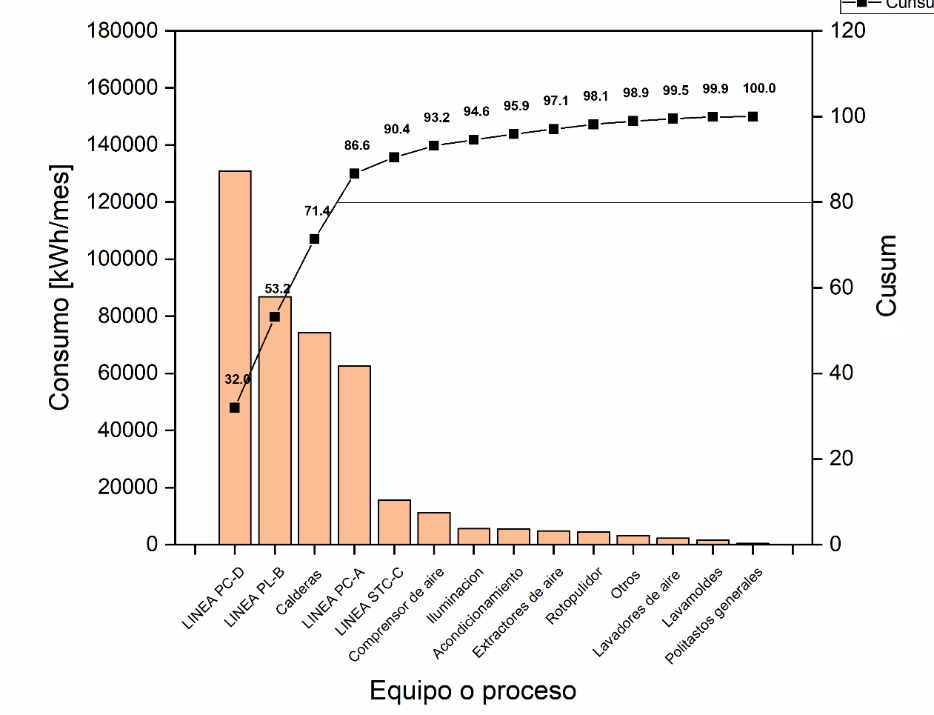 Cunsu
180000
160000
140000
120000
100000
80000
60000
40000
20000
0
Consumo [kWh/mes]
120
100
80
60
40
20
0
Cusum
32.0
53.2
71.4
86.6
90.4
93.2
94.6
95.9
97.1
98.1
98.9
99.5
99.9
100.0
LINEA PC-D
LINEA PL-B
Calderas
LINEA PC-A
LINEA STC-C
Comprensor de aire
Iluminacion
Acondicionamiento
Extractores de aire
Rotopulidor
Otros
Lavadores de aire
Lavamoldes
Politastos generales
Equipo o proceso